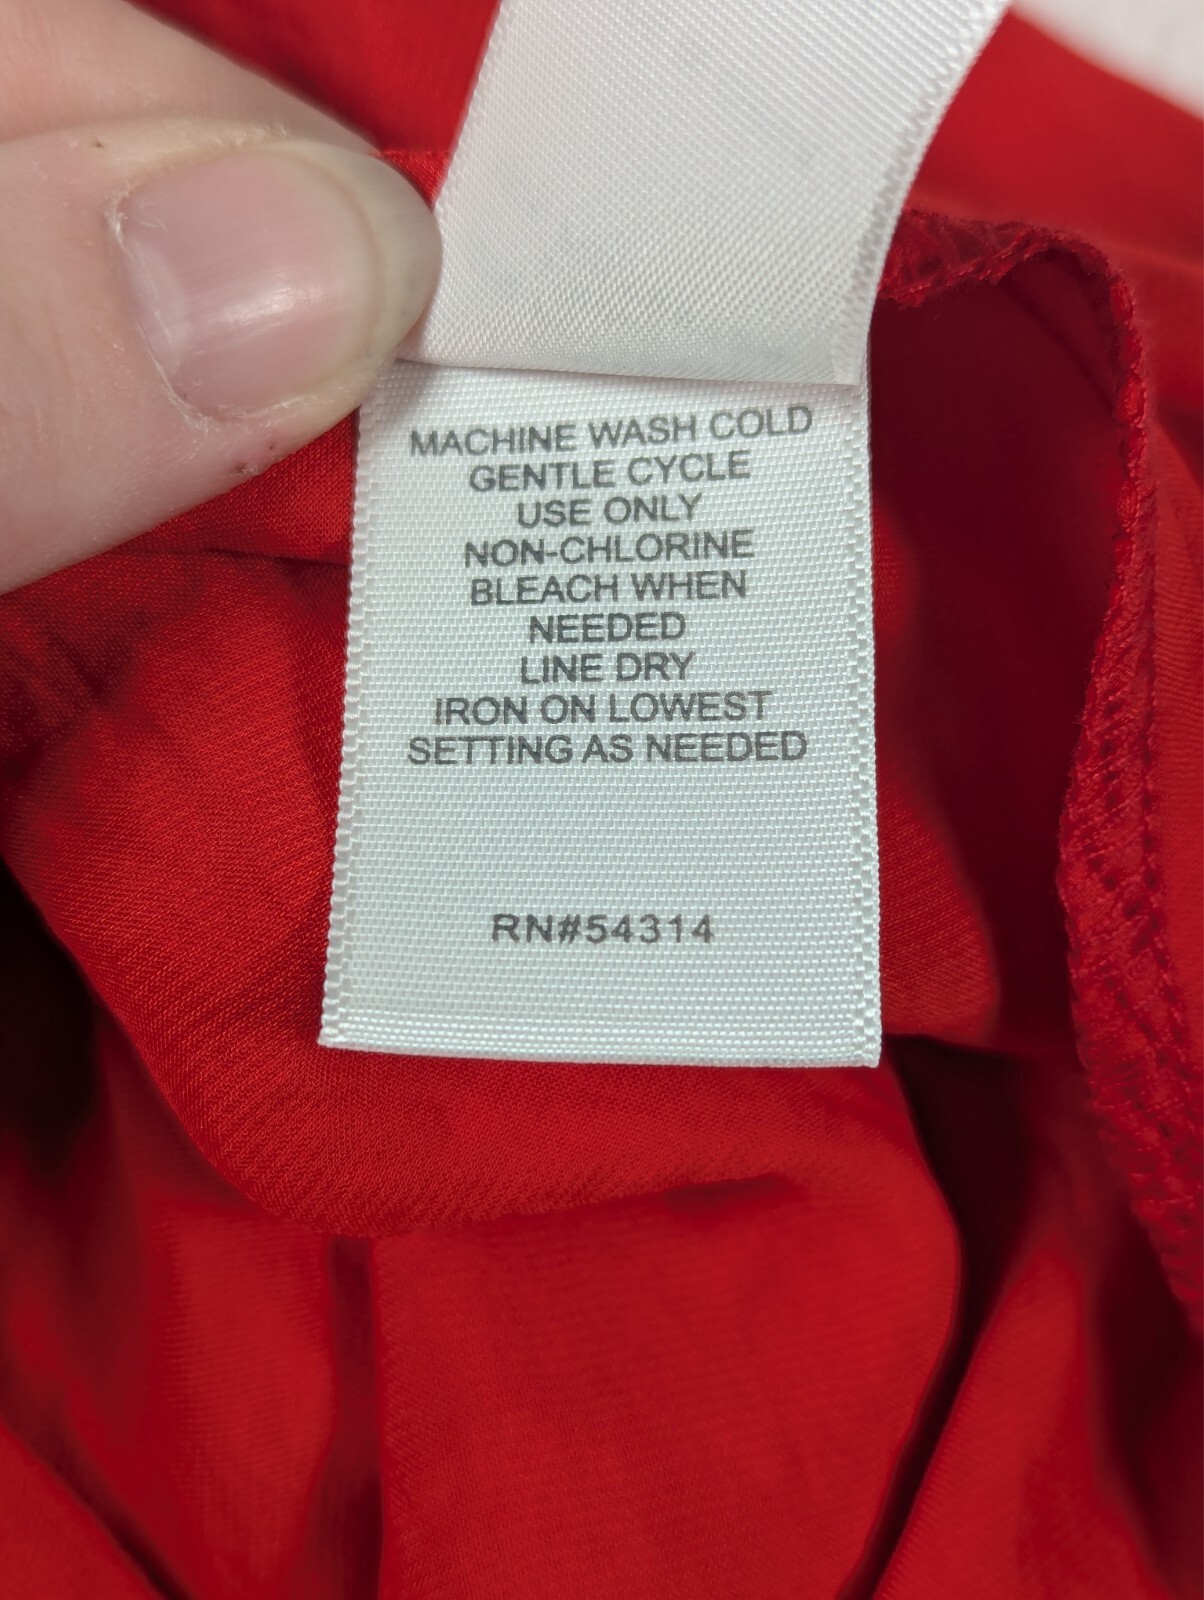 MACHINE WASH COLD
GENTLE CYCLE
USE ONLY
NON-CHLORINE
BLEACH WHEN
NEEDED
LINE DRY
IRON ON LOWEST
SETTING AS NEEDED
RN#54314